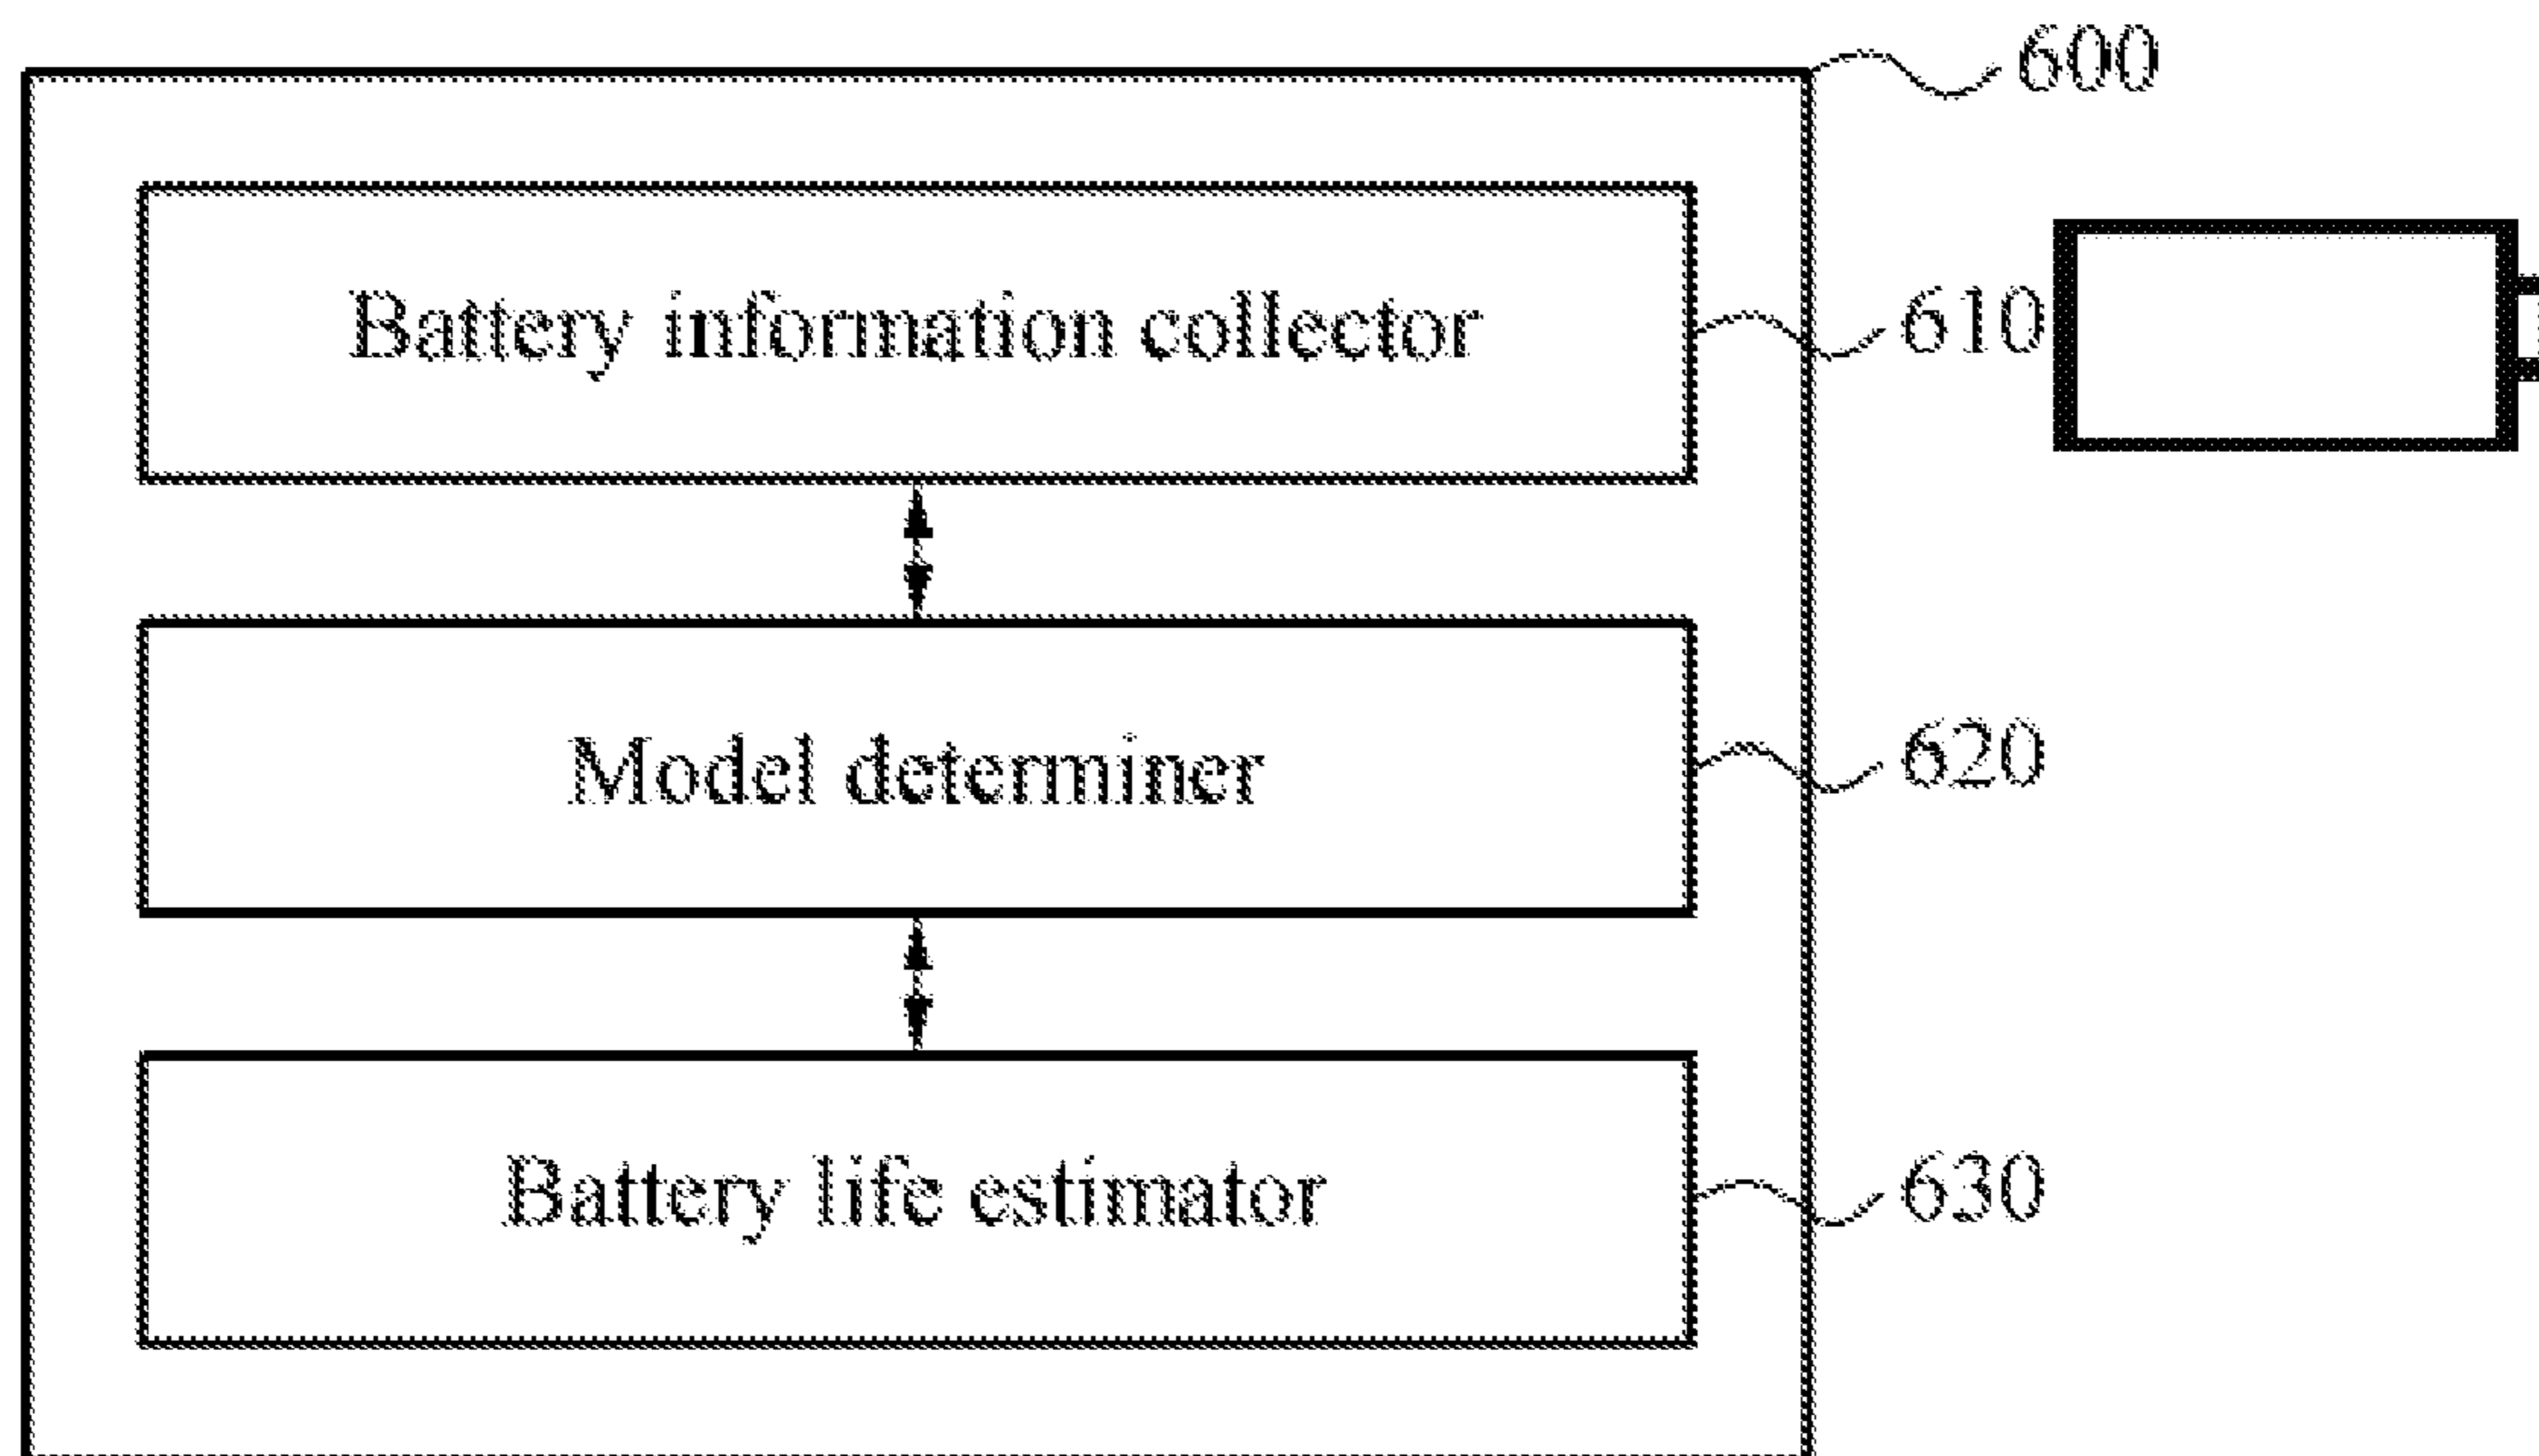 600
Battery information collector
610
Model determiner
620
Battery life estimator
630